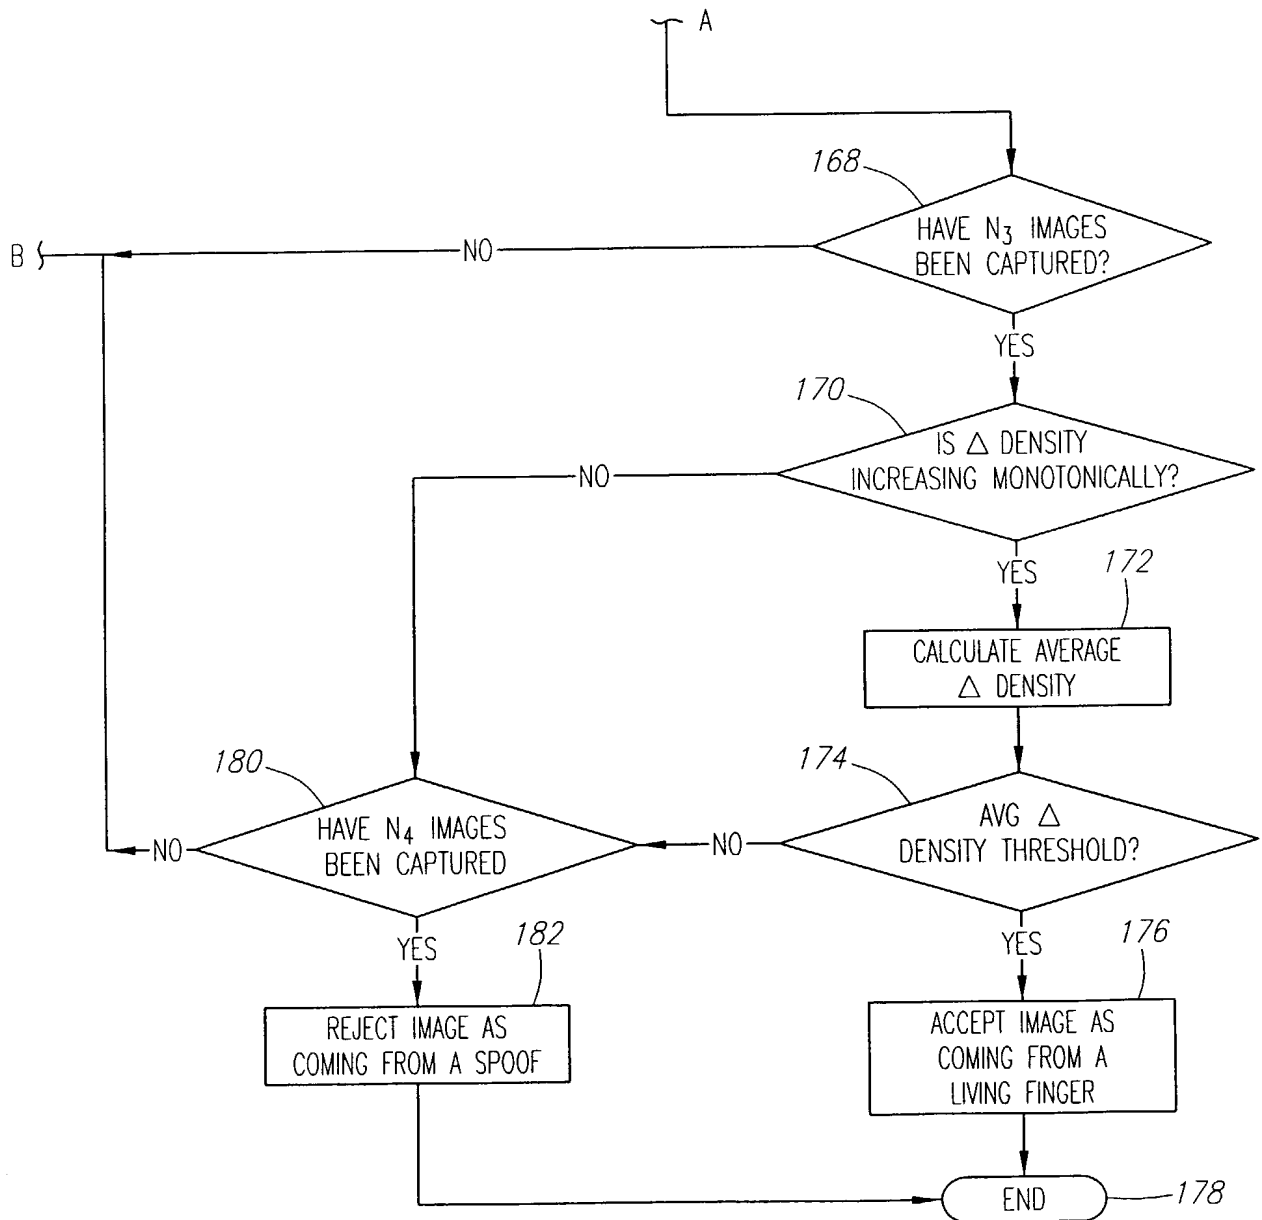 A
168
HAVE N₃ IMAGES
BEEN CAPTURED?
B
NO
YES
170
IS △ DENSITY
INCREASING MONOTONICALLY?
NO
YES
172
CALCULATE AVERAGE
△ DENSITY
180
HAVE N₄ IMAGES
BEEN CAPTURED
174
AVG △
DENSITY THRESHOLD?
NO
NO
YES
182
YES
176
REJECT IMAGE AS
COMING FROM A SPOOF
ACCEPT IMAGE AS
COMING FROM A
LIVING FINGER
END
178